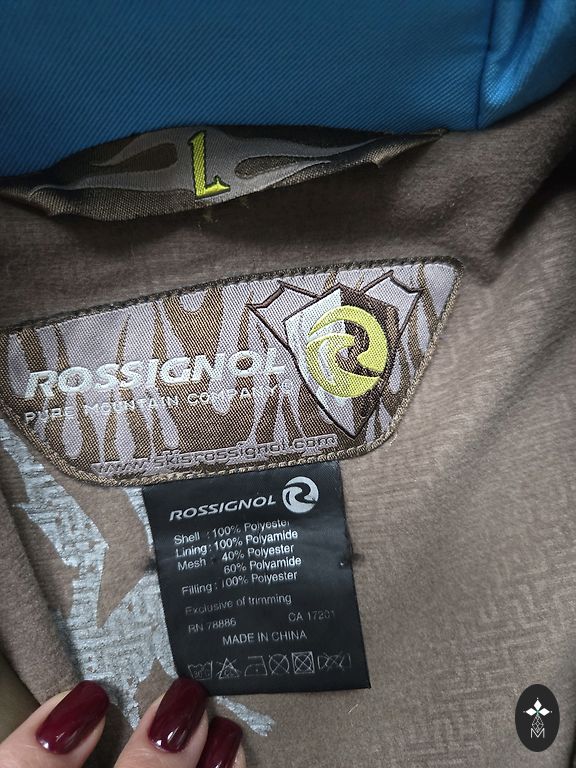 L
ROSSIGNOL
PURE MOUNTAIN COMPANY®
www.skisrossignol.com
R
ROSSIGNOL
Shell : 100% Polyester
Lining: 100% Polyamide
Mesh : 40% Polyester
60% Polyamide
Filling: 100% Polyester
Exclusive of trimming
RN 78886 CA 17201
MADE IN CHINA
M